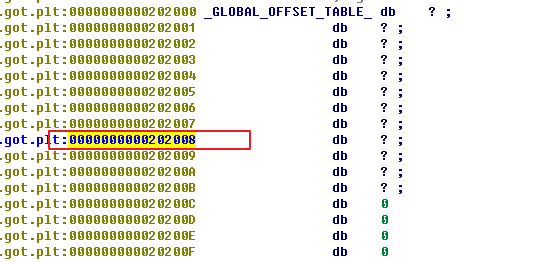 .got.plt:0000000000202000 _GLOBAL_OFFSET_TABLE_ db ? ;
.got.plt:0000000000202001 db ? ;
.got.plt:0000000000202002 db ? ;
.got.plt:0000000000202003 db ? ;
.got.plt:0000000000202004 db ? ;
.got.plt:0000000000202005 db ? ;
.got.plt:0000000000202006 db ? ;
.got.plt:0000000000202007 db ? ;
.got.plt:0000000000202008 db ? ;
.got.plt:0000000000202009 db ? ;
.got.plt:000000000020200A db ? ;
.got.plt:000000000020200B db ? ;
.got.plt:000000000020200C db 0
.got.plt:000000000020200D db 0
.got.plt:000000000020200E db 0
.got.plt:000000000020200F db 0